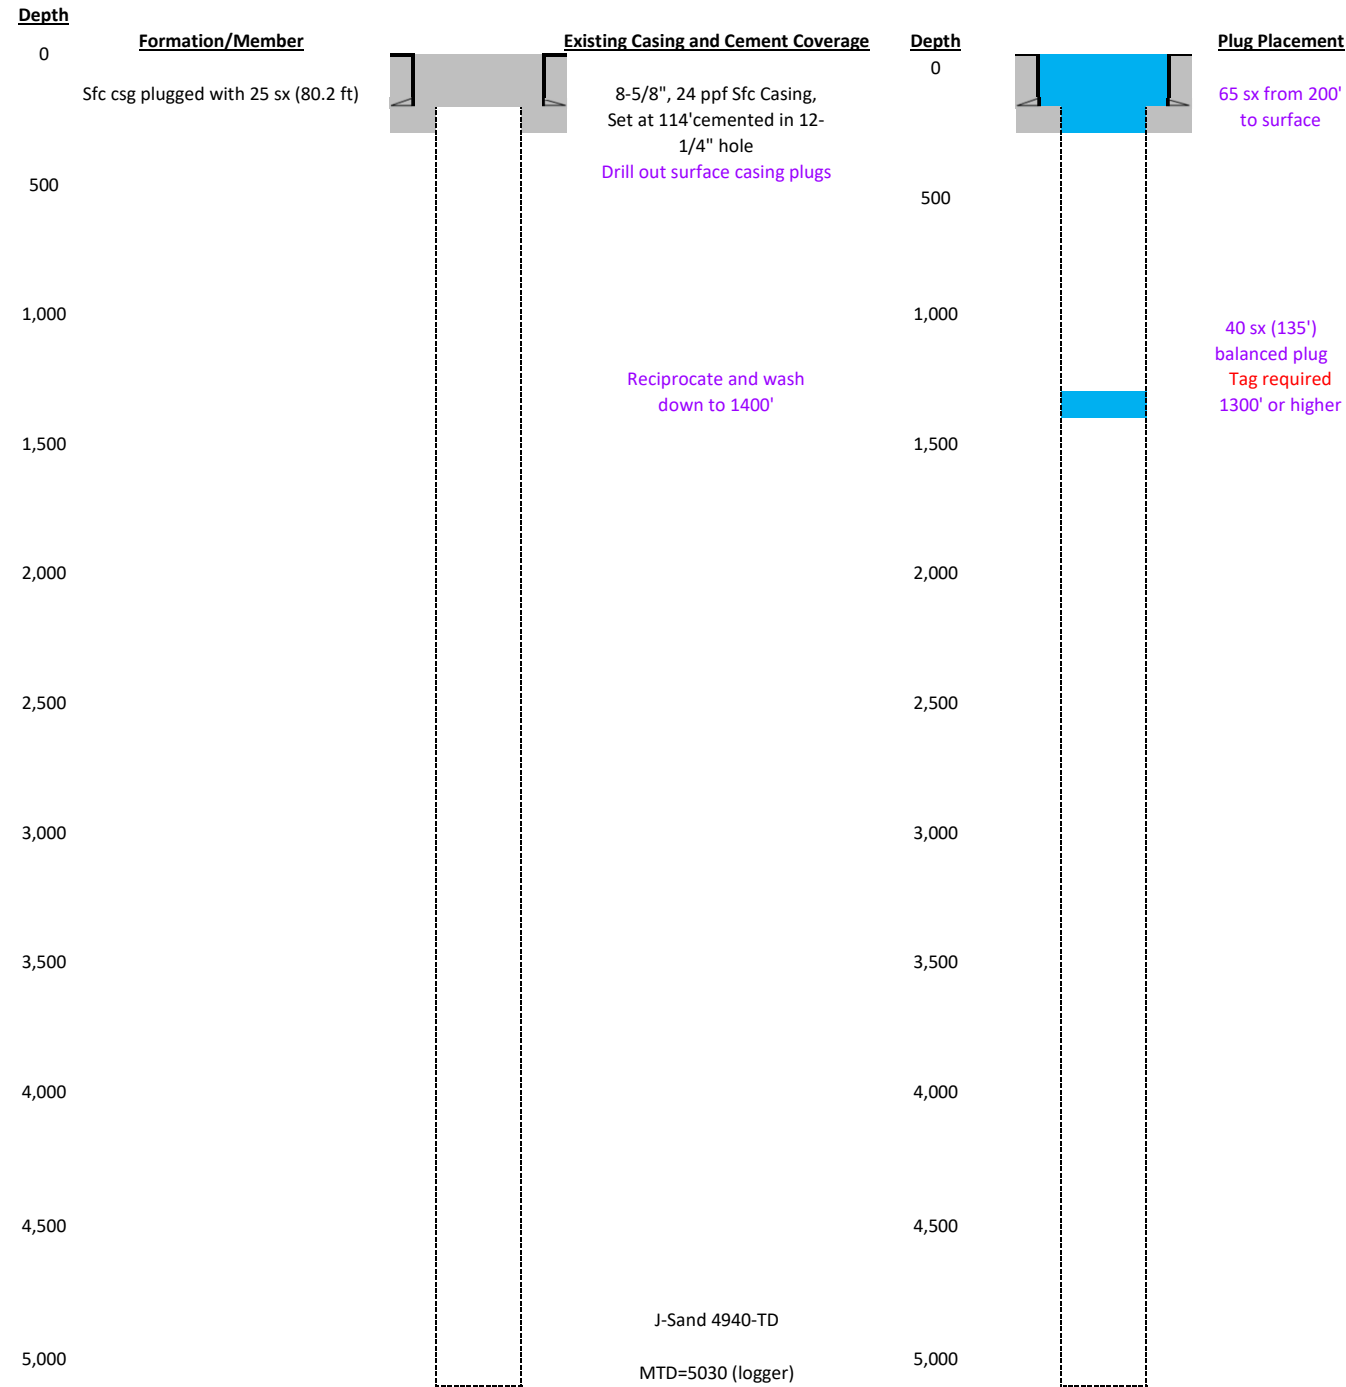 Depth
Formation/Member
Existing Casing and Cement Coverage
Depth
Plug Placement
0
0
Sfc csg plugged with 25 sx (80.2 ft)
8-5/8", 24 ppf Sfc Casing,
Set at 114'cemented in 12-
1/4" hole
Drill out surface casing plugs
65 sx from 200'
to surface
500
500
1,000
1,000
40 sx (135')
balanced plug
Tag required
1300' or higher
Reciprocate and wash
down to 1400'
1,500
1,500
2,000
2,000
2,500
2,500
3,000
3,000
3,500
3,500
4,000
4,000
4,500
4,500
J-Sand 4940-TD
5,000
5,000
MTD=5030 (logger)